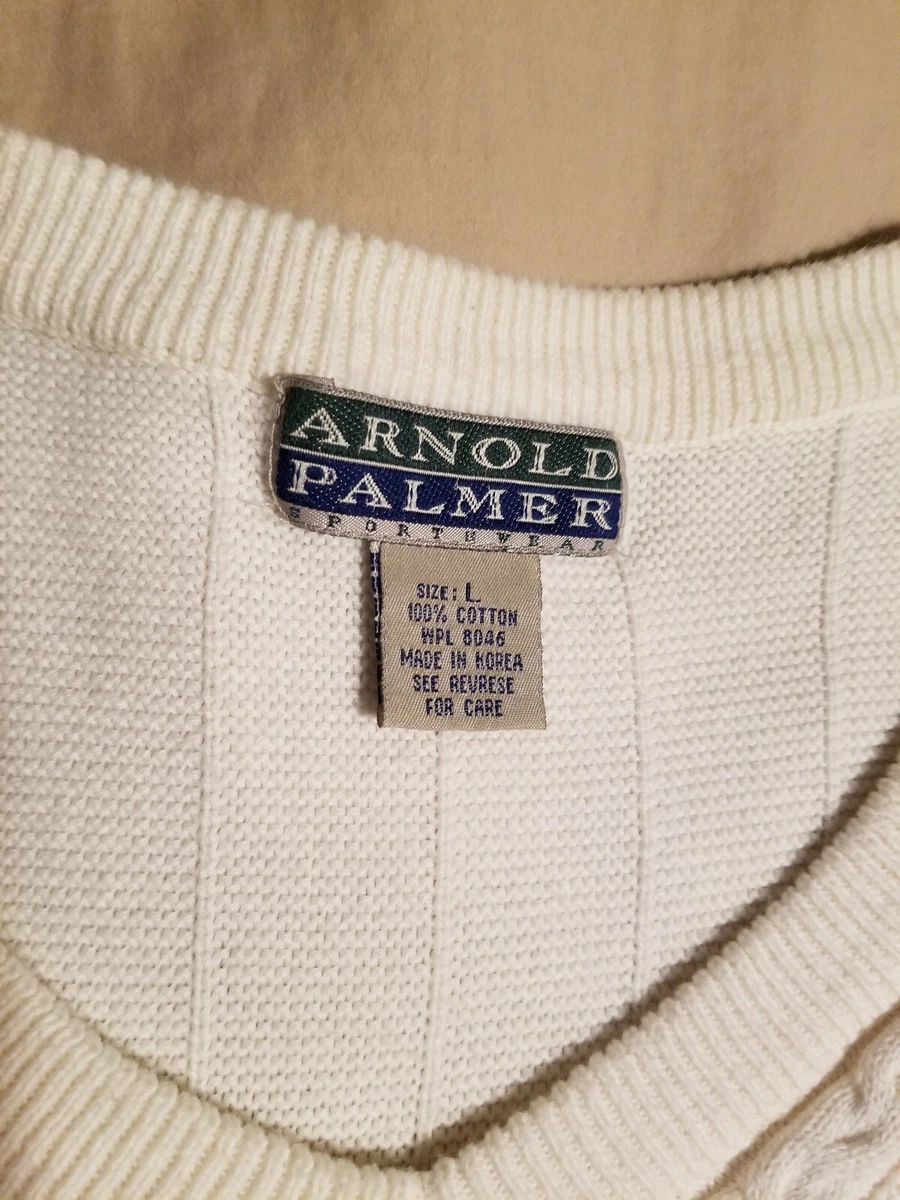 ARNOLD
PALMER
SPORTSWEAR
SIZE: L
100% COTTON
WPL 8046
MADE IN KOREA
SEE REVRESE
FOR CARE